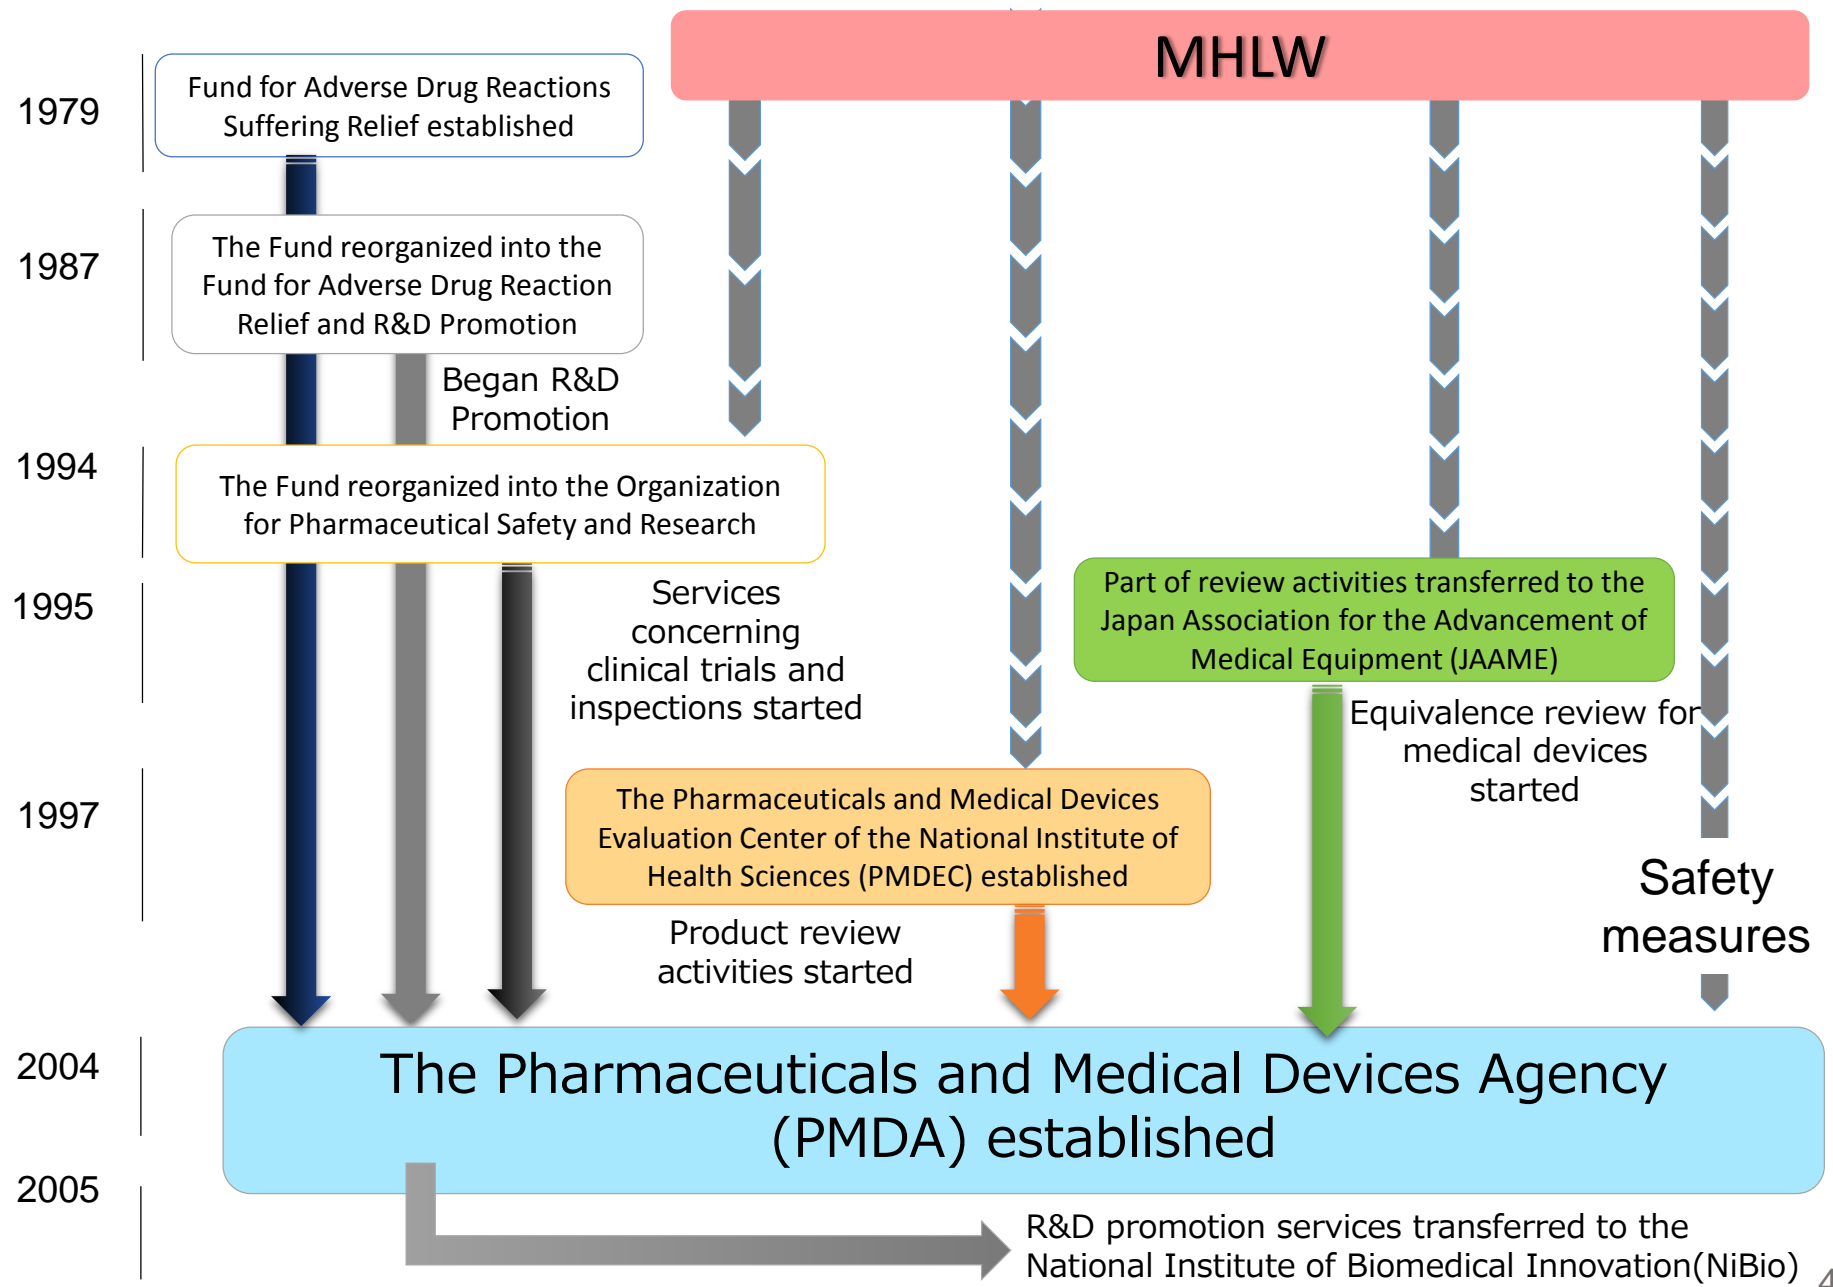 MHLW
1979
Fund for Adverse Drug Reactions
Suffering Relief established
1987
The Fund reorganized into the
Fund for Adverse Drug Reaction
Relief and R&D Promotion
Began R&D
Promotion
1994
The Fund reorganized into the Organization
for Pharmaceutical Safety and Research
1995
Services
concerning
clinical trials and
inspections started
Part of review activities transferred to the
Japan Association for the Advancement of
Medical Equipment (JAAME)
Equivalence review for
medical devices
started
1997
The Pharmaceuticals and Medical Devices
Evaluation Center of the National Institute of
Health Sciences (PMDEC) established
Product review
activities started
Safety
measures
2004
The Pharmaceuticals and Medical Devices Agency
(PMDA) established
2005
R&D promotion services transferred to the
National Institute of Biomedical Innovation(NiBio)